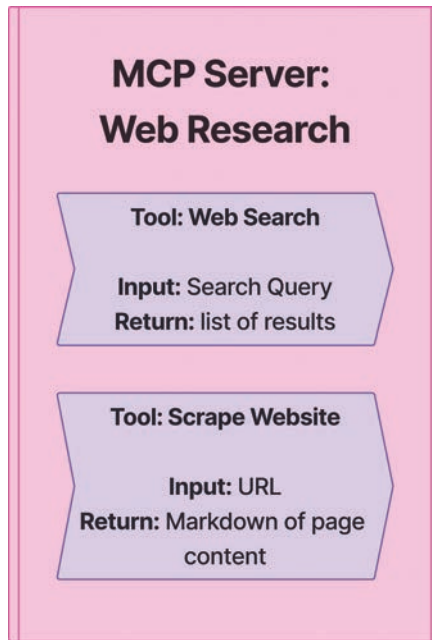 MCP Server:
Web Research
Tool: Web Search
Input: Search Query
Return: list of results
Tool: Scrape Website
Input: URL
Return: Markdown of page
content